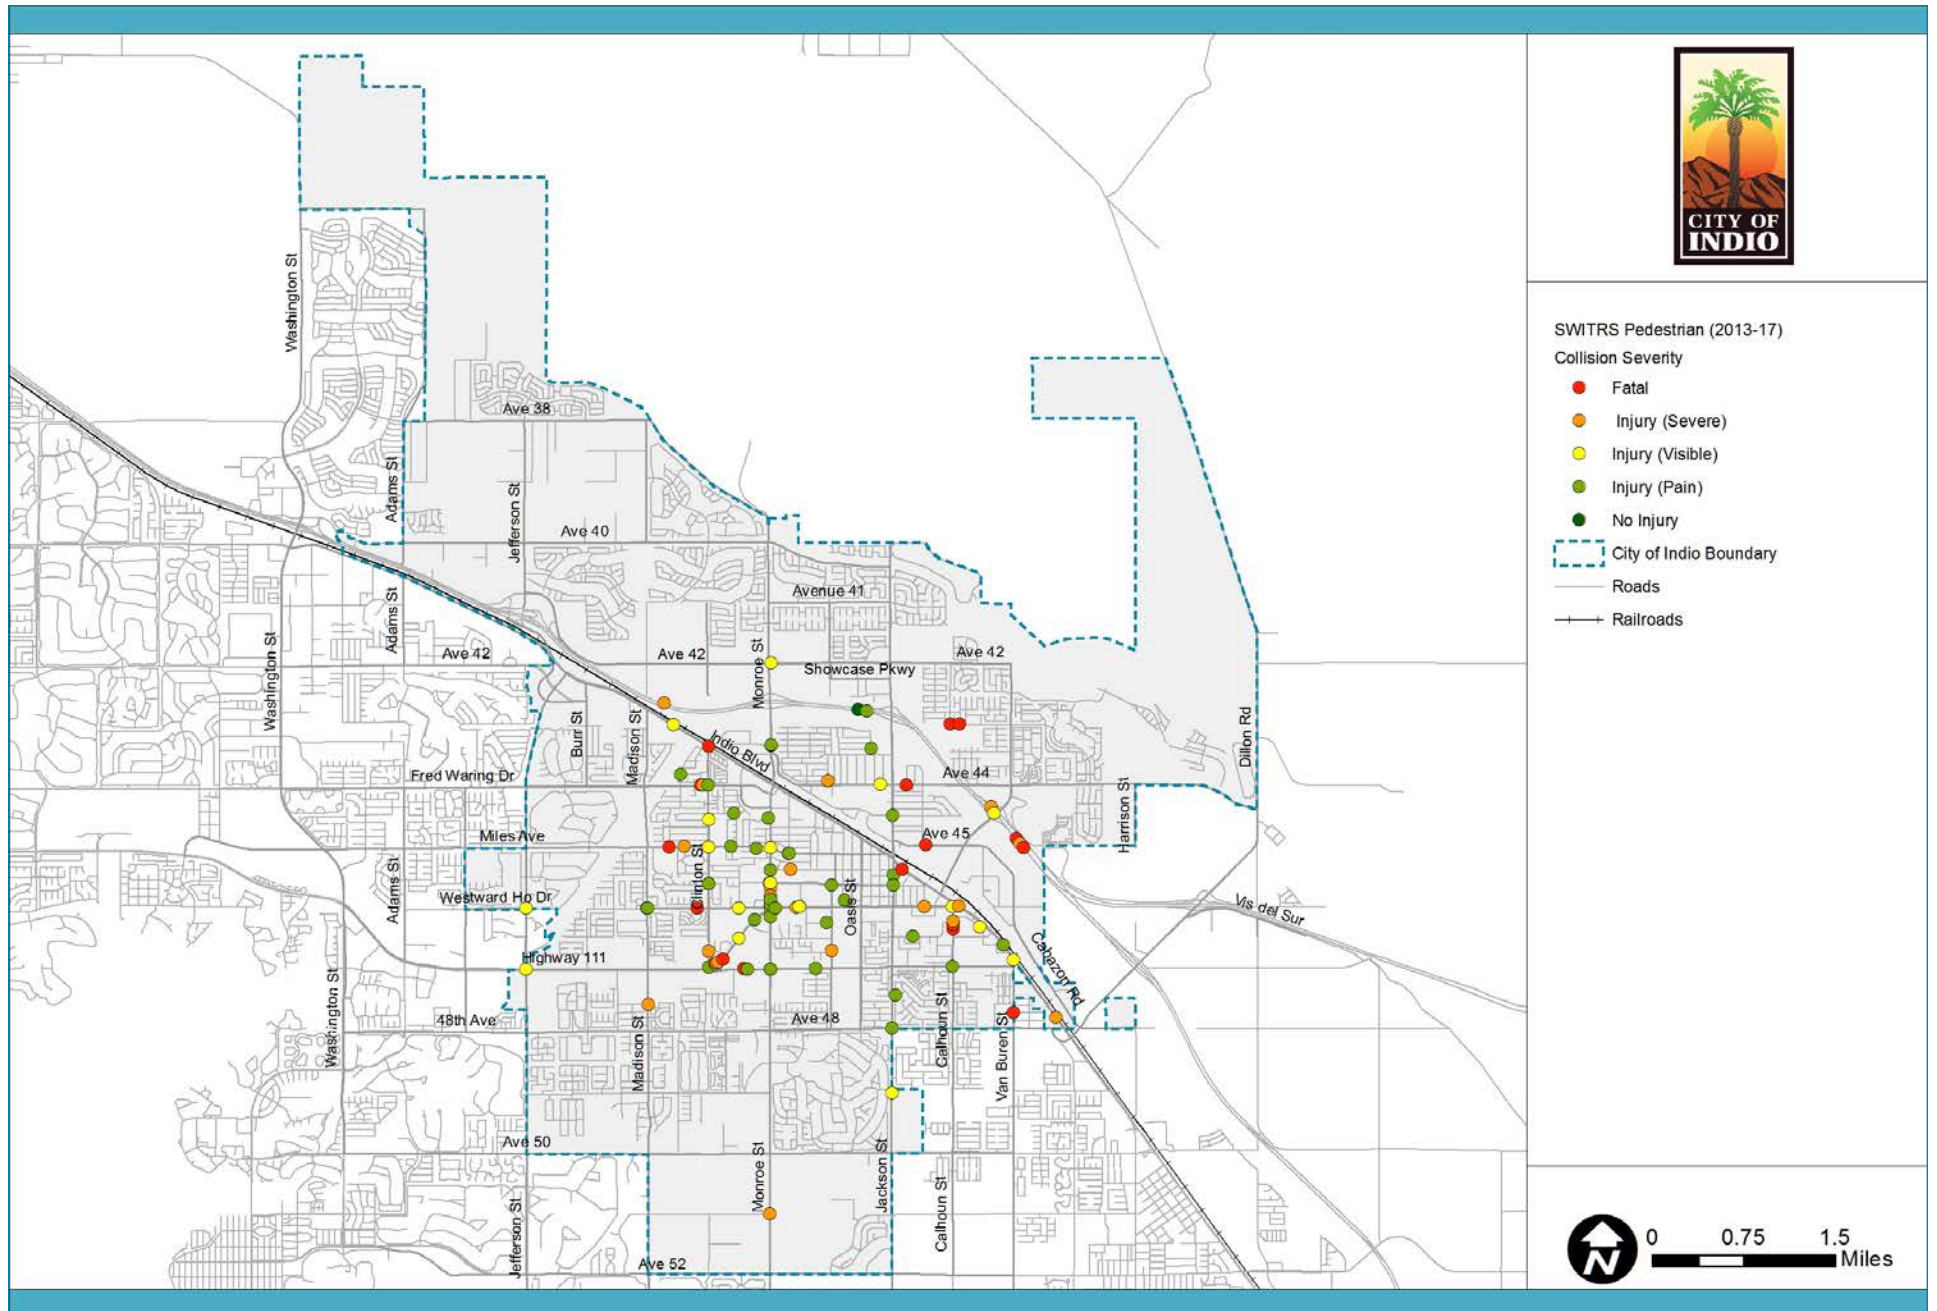 CITY OF
INDIO
SWITRS Pedestrian (2013-17)
Collision Severity
Fatal
Injury (Severe)
Injury (Visible)
Injury (Pain)
No Injury
City of Indio Boundary
Roads
Railroads
N
0 0.75 1.5
Miles
Washington St
Ave 38
Adams St
Jefferson St
Ave 40
Avenue 41
Adams St
Washington St
Ave 42
Ave 42
Monroe St
Ave 42
Showcase Pkwy
Burr St
Madison St
Indio Blvd
Dillon Rd
Fred Waring Dr
Ave 44
Harrison St
Miles Ave
Ave 45
Adams St
Clinton St
Westward Ho Dr
Oasis St
Vis del Sur
Highway 111
Cabazon Rd
Washington St
48th Ave
Madison St
Ave 48
Calhoun St
Van Buren St
Ave 50
Monroe St
Jackson St
Calhoun St
Jefferson St
Ave 52